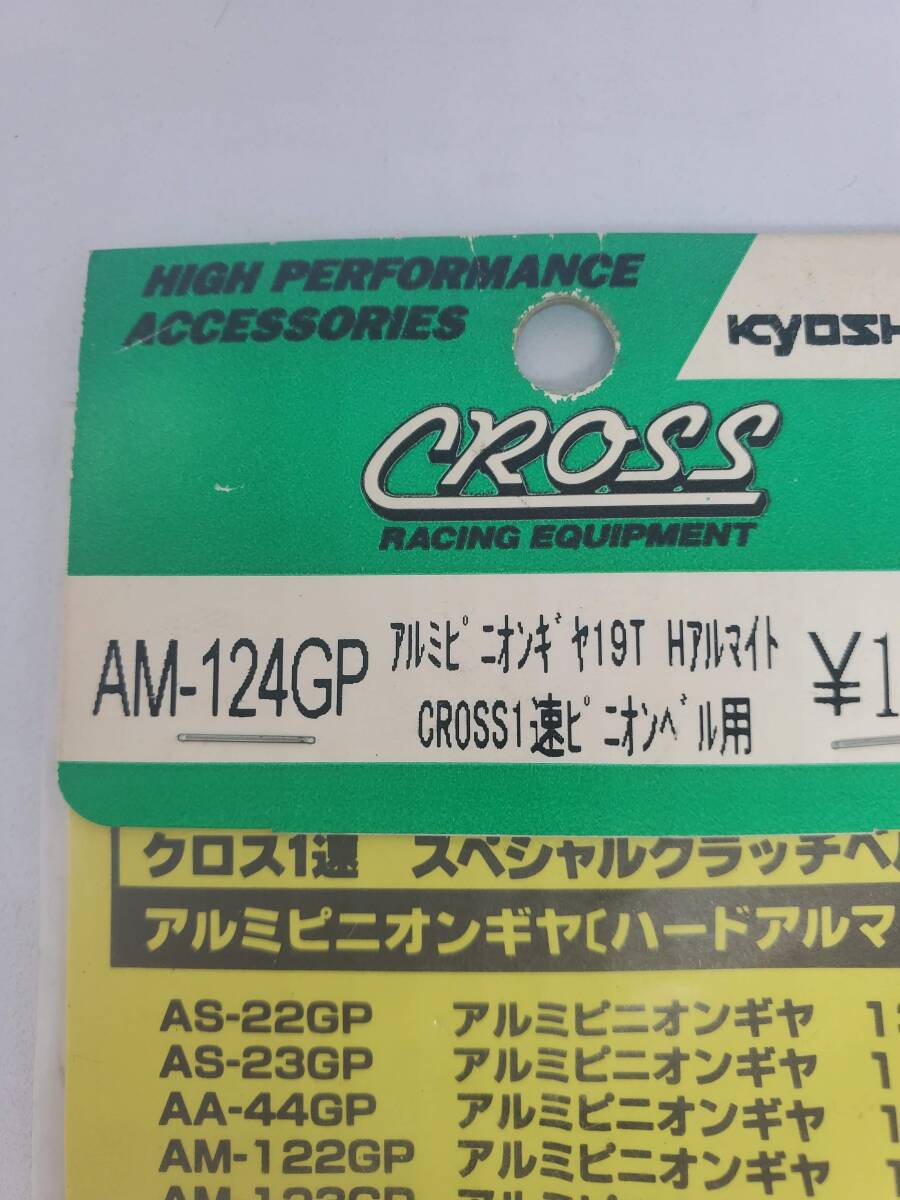 HIGH PERFORMANCE
ACCESSORIES
KYOSH
CROSS
RACING EQUIPMENT
AM-124GP
ｱﾙﾐﾋﾟﾆｵﾝｷﾞﾔ19T Hｱﾙﾏｲﾄ
CROSS1速ﾋﾟﾆｵﾝﾍﾞﾙ用
¥1
クロス1速 スペシャルクラッチベル
アルミピニオンギヤ(ハードアルマ
AS-22GP アルミピニオンギヤ 1
AS-23GP アルミピニオンギヤ 1
AA-44GP アルミピニオンギヤ 1
AM-122GP アルミピニオンギヤ 1